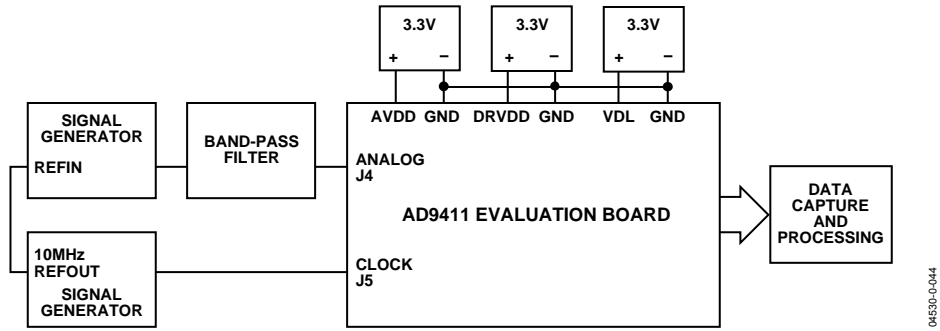 3.3V
+ −
3.3V
+ −
3.3V
+ −
AVDD GND DRVDD GND VDL GND
SIGNAL
GENERATOR
REFIN
BAND-PASS
FILTER
ANALOG
J4
AD9411 EVALUATION BOARD
DATA
CAPTURE
AND
PROCESSING
10MHz
REFOUT
SIGNAL
GENERATOR
CLOCK
J5
04530-0-044